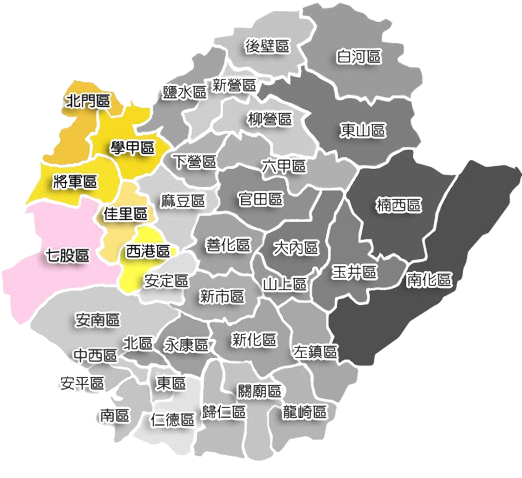 後壁區
白河區
鹽水區
新營區
北門區
柳營區
東山區
學甲區
下營區
六甲區
將軍區
麻豆區
官田區
楠西區
佳里區
七股區
西港區
善化區
大內區
玉井區
南化區
安定區
新市區
山上區
安南區
北區
永康區
新化區
左鎮區
中西區
安平區
東區
關廟區
南區
仁德區
歸仁區
龍崎區